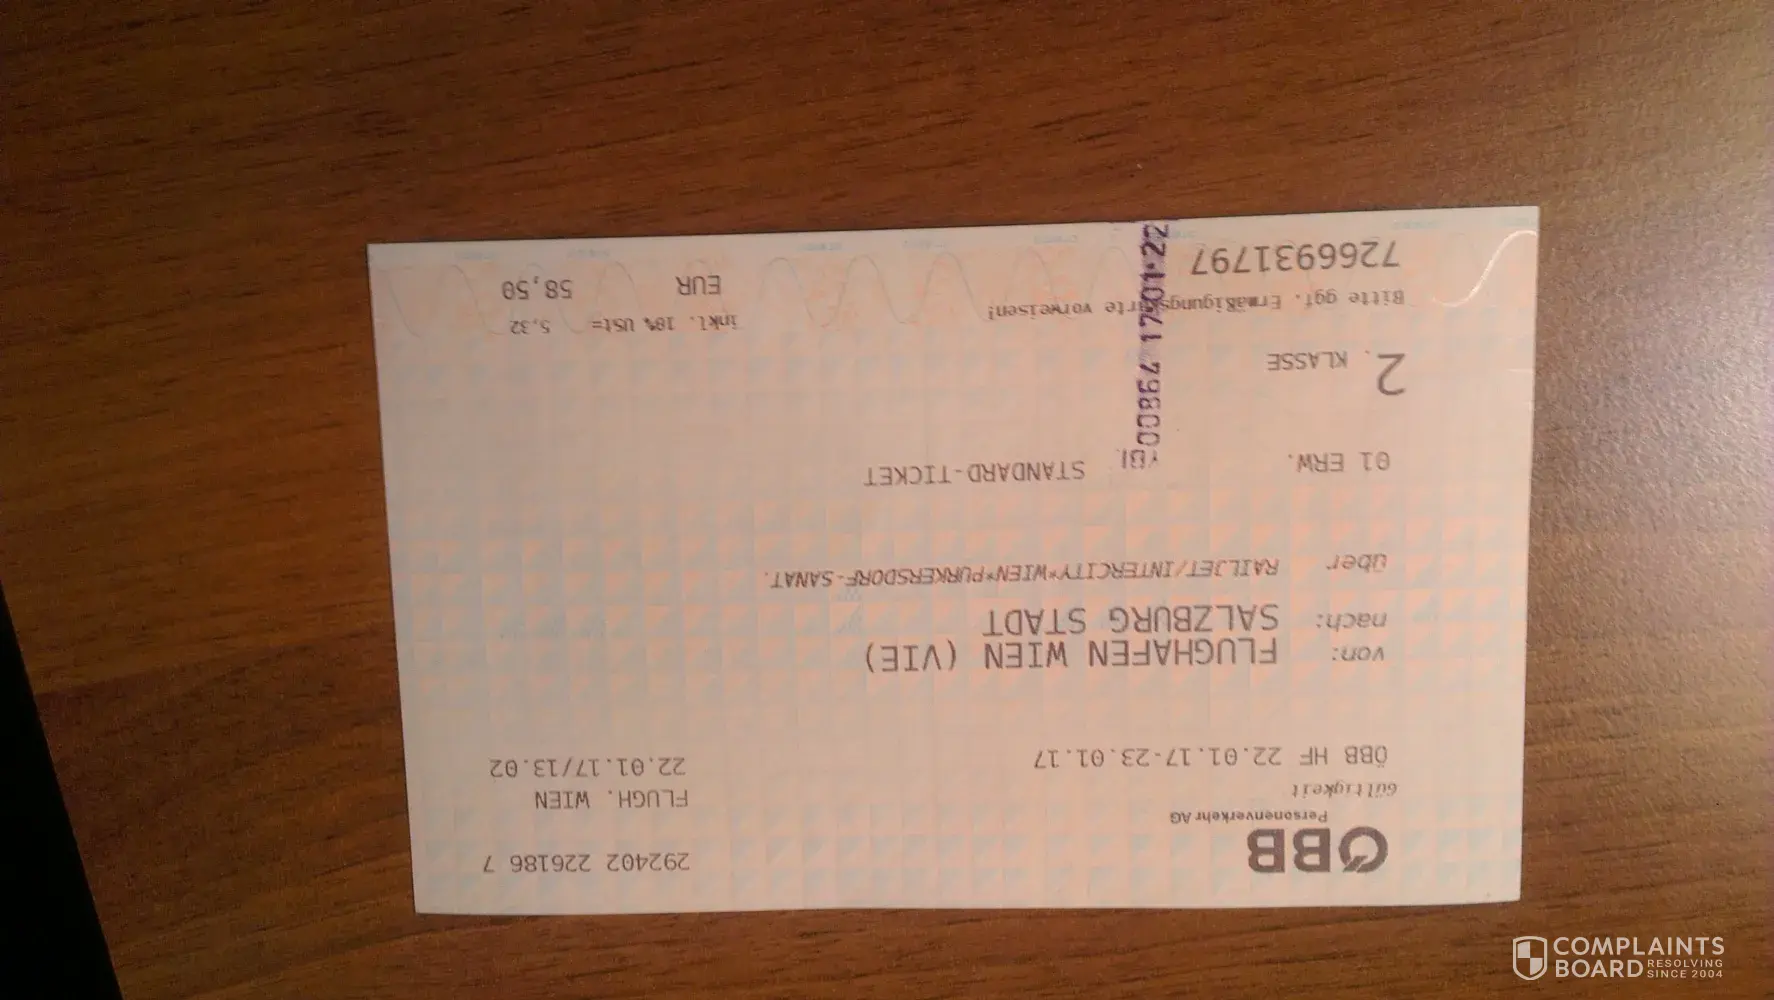 ÖBB
Personenverkehr AG
292402 226186 7
Gültigkeit
FLUGH. WIEN
ÖBB HF 22.01.17-23.01.17
22.01.17/13.02
von: FLUGHAFEN WIEN (VIE)
nach: SALZBURG STADT
über RAILJET/INTERCITY*WIEN*PURKERSDORF-SANAT.
01 ERW. STANDARD-TICKET
2. KLASSE
Bitte ggf. Ermäßigungskarte vorweisen!
inkl. 10% USt= 5,32
7266931797
EUR 58,50
00864 17•01•22
COMPLAINTS
BOARD RESOLVING
SINCE 2004